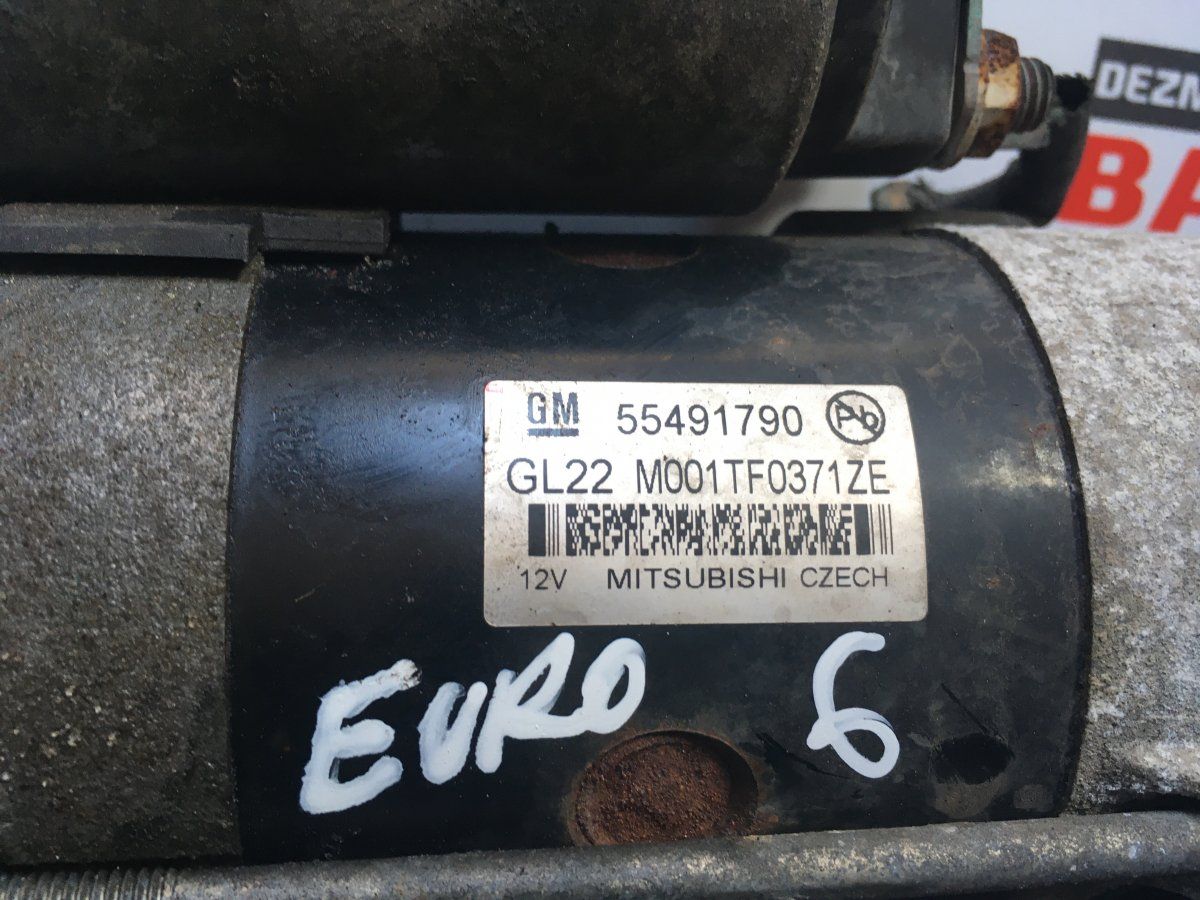 DEZM
BA
GM 55491790 Pb
GL22 M001TF0371ZE
12V MITSUBISHI CZECH
EURO 6